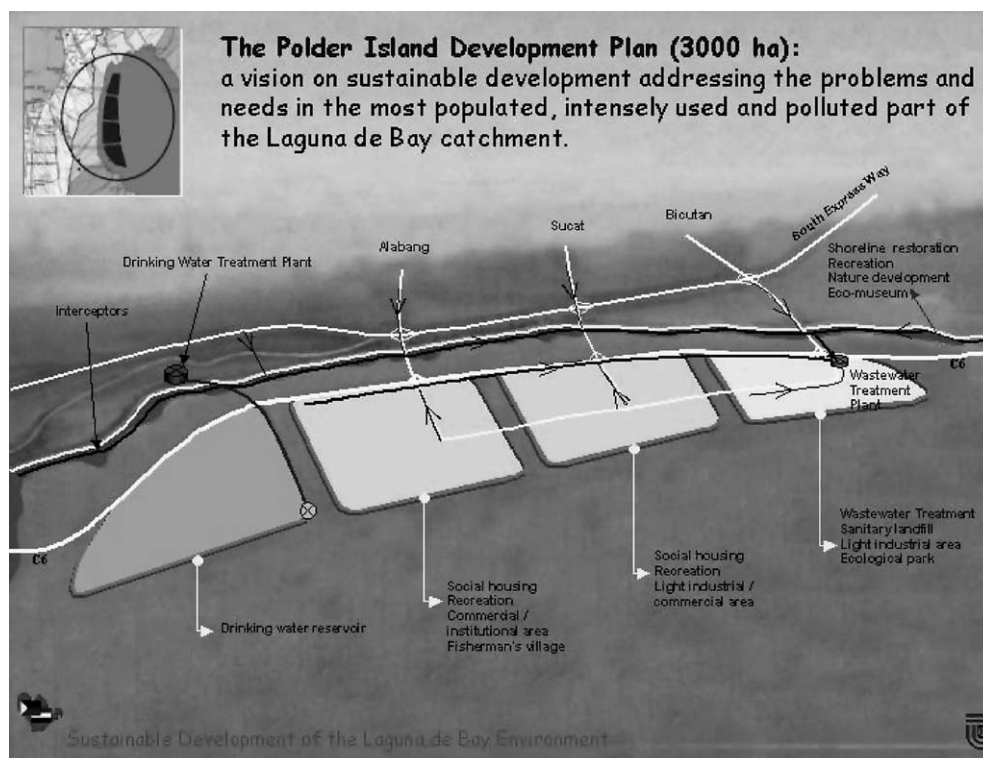 The Polder Island Development Plan (3000 ha):
a vision on sustainable development addressing the problems and
needs in the most populated, intensely used and polluted part of
the Laguna de Bay catchment.
South Express Way
Bicutan
Sucat
Alabang
Drinking Water Treatment Plant
Interceptors
Shoreline restoration
Recreation
Nature development
Eco-museum
C6
Wastewater
Treatment
Plant
C6
Drinking water reservoir
Social housing
Recreation
Commercial /
institutional area
Fisherman's village
Social housing
Recreation
Light industrial /
commercial area
Wastewater Treatment
Sanitary landfill
Light industrial area
Ecological park
Sustainable Development of the Laguna de Bay Environment